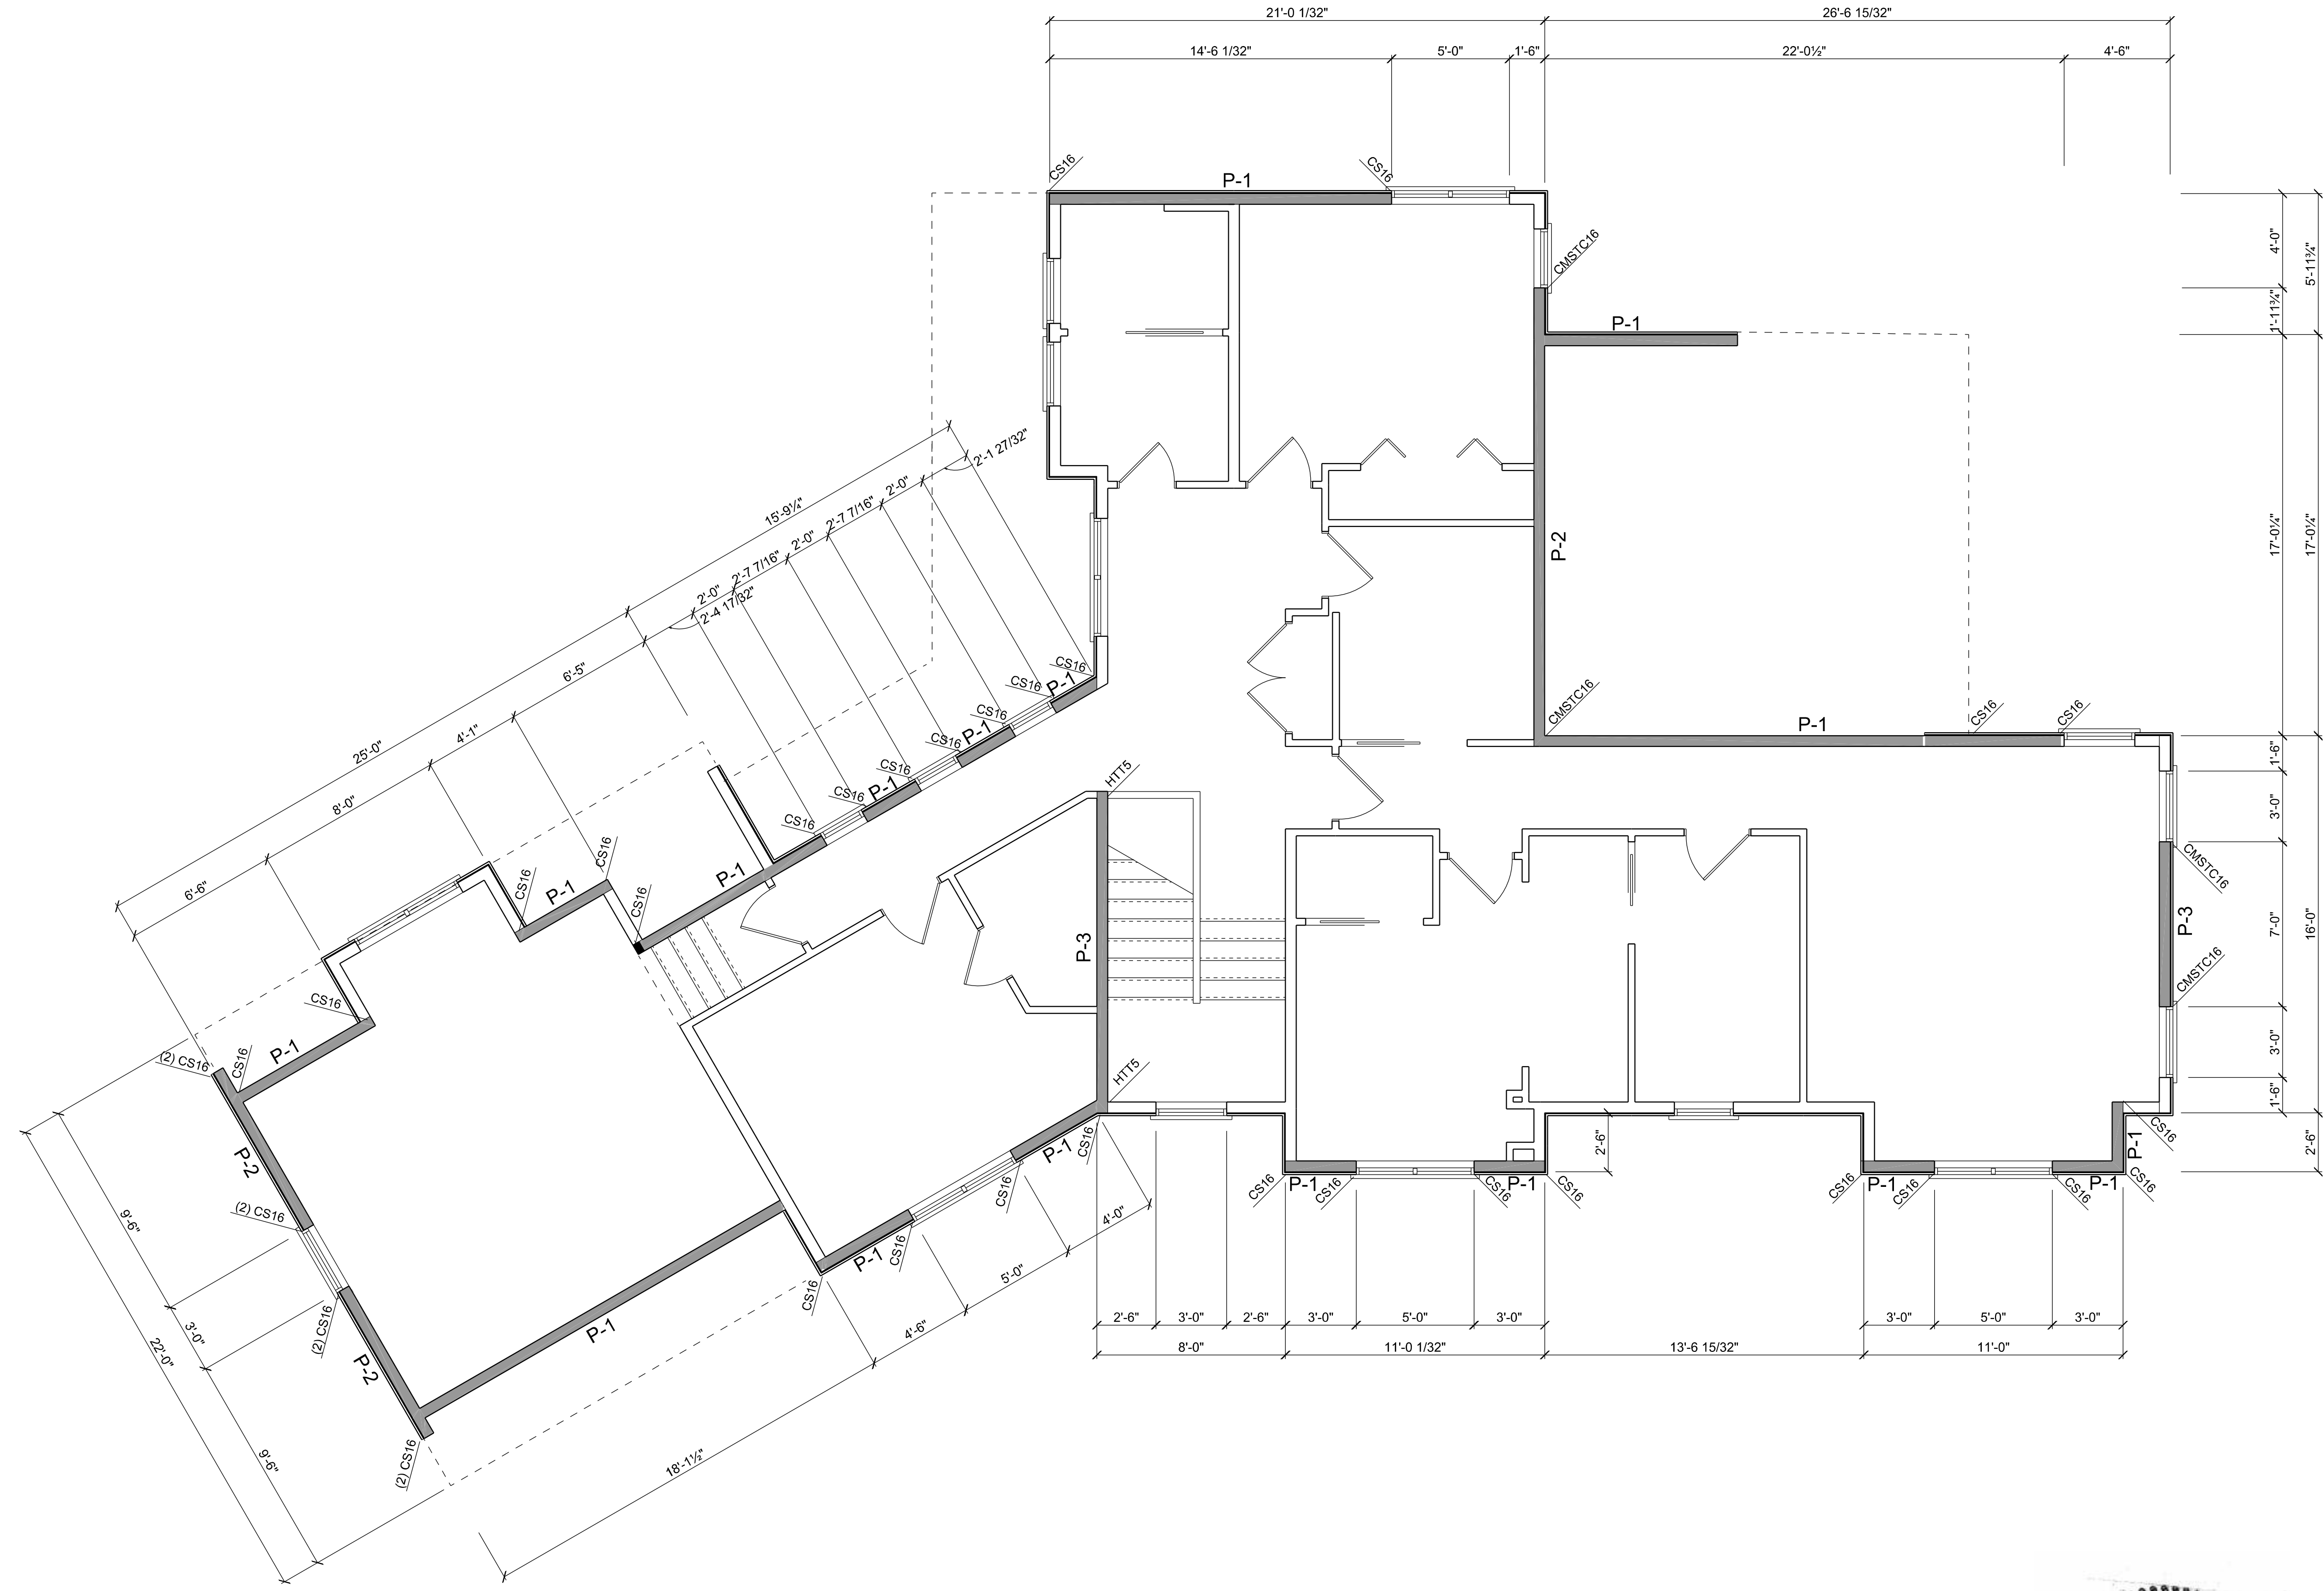 21'-0 1/32"
26'-6 15/32"
14'-6 1/32"
5'-0"
1'-6"
22'-0½"
4'-6"
CS16
P-1
CS16
CMSTC16
P-1
4'-0"
5'-11¾"
1'-11¾"
2'-1 27/32"
2'-0"
15'-9¼"
2'-7 7/16"
2'-0"
2'-7 7/16"
2'-0"
2'-4 17/32"
P-2
17'-0¼"
17'-0¼"
6'-5"
CS16
CS16
P-1
CS16
P-1
CS16
CS16
P-1
CS16
CS16
CMSTC16
P-1
CS16
CS16
4'-1"
25'-0"
8'-0"
6'-6"
1'-6"
3'-0"
HTT5
CS16
P-1
CS16
P-1
CS16
CMSTC16
P-3
P-3
7'-0"
16'-0"
CMSTC16
CS16
3'-0"
1'-6"
(2) CS16
CS16
P-1
HTT5
P-2
(2) CS16
CS16
P-1
CS16
2'-6"
P-1
CS16
2'-6"
CS16
P-1
CS16
CS16
P-1
CS16
CS16
P-1
CS16
CS16
P-1
CS16
9'-6"
3'-0"
22'-0"
(2) CS16
P-2
P-1
CS16
P-1
CS16
4'-0"
5'-0"
4'-6"
2'-6"
3'-0"
2'-6"
3'-0"
5'-0"
3'-0"
3'-0"
5'-0"
3'-0"
8'-0"
11'-0 1/32"
13'-6 15/32"
11'-0"
9'-6"
(2) CS16
18'-1½"